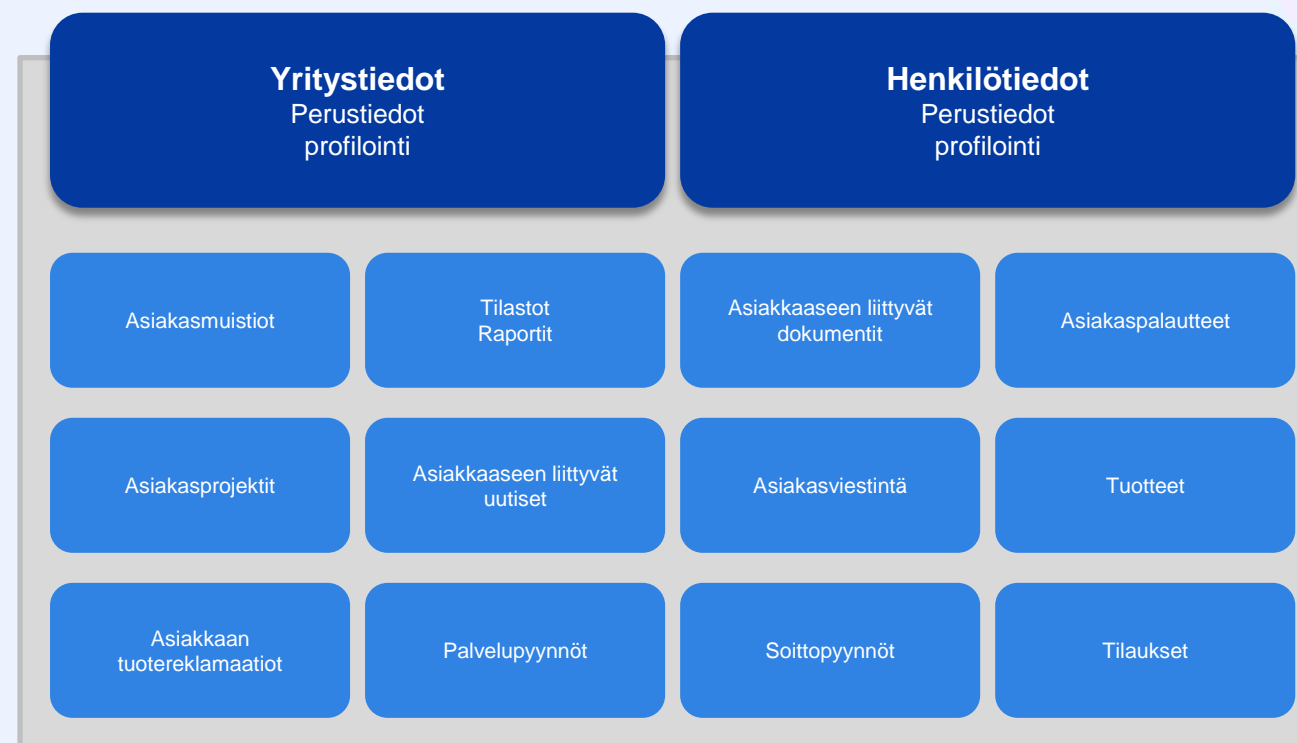 Yritystiedot
Perustiedot
profilointi
Henkilötiedot
Perustiedot
profilointi
Asiakasmuistiot
Tilastot
Raportit
Asiakkaaseen liittyvät
dokumentit
Asiakaspalautteet
Asiakasprojektit
Asiakkaaseen liittyvät
uutiset
Asiakasviestintä
Tuotteet
Asiakkaan
tuotereklamaatiot
Palvelupyynnöt
Soittopyynnöt
Tilaukset